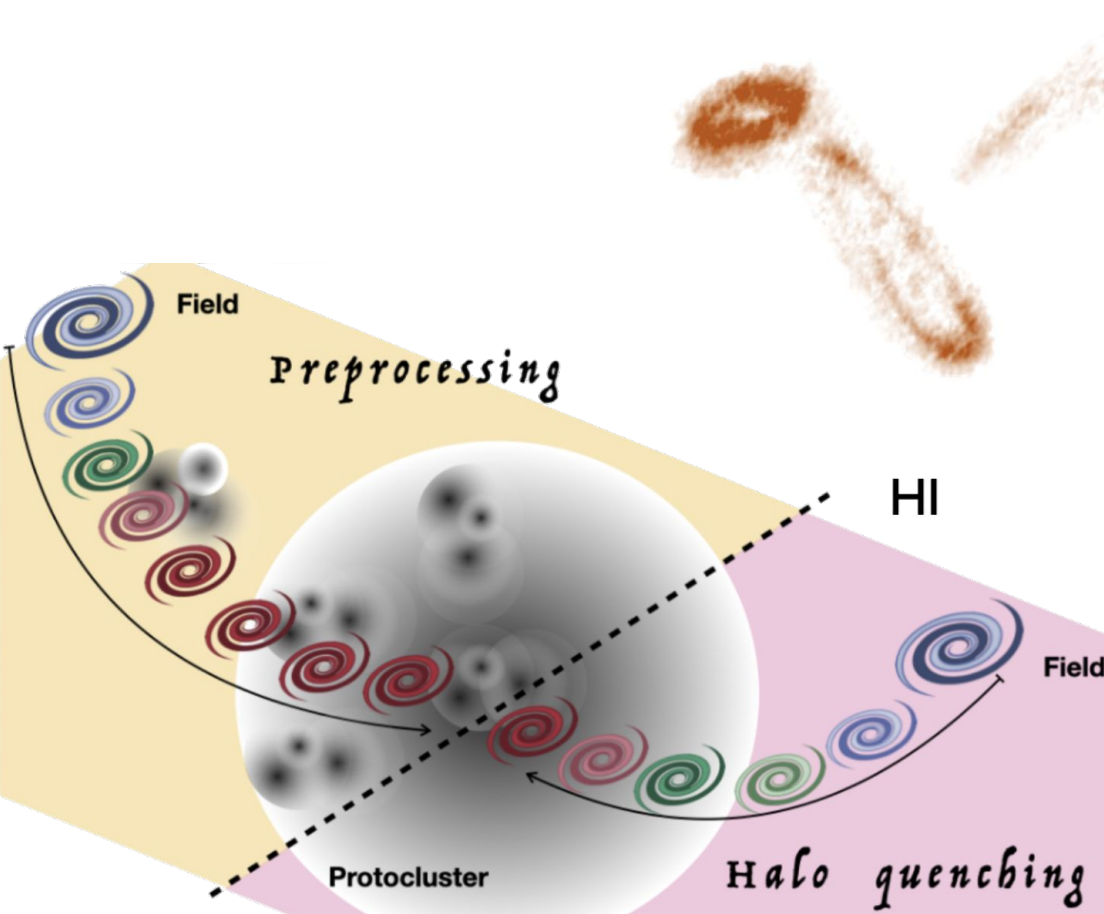 Field
Preprocessing
HI
Field
Protocluster
Halo quenching